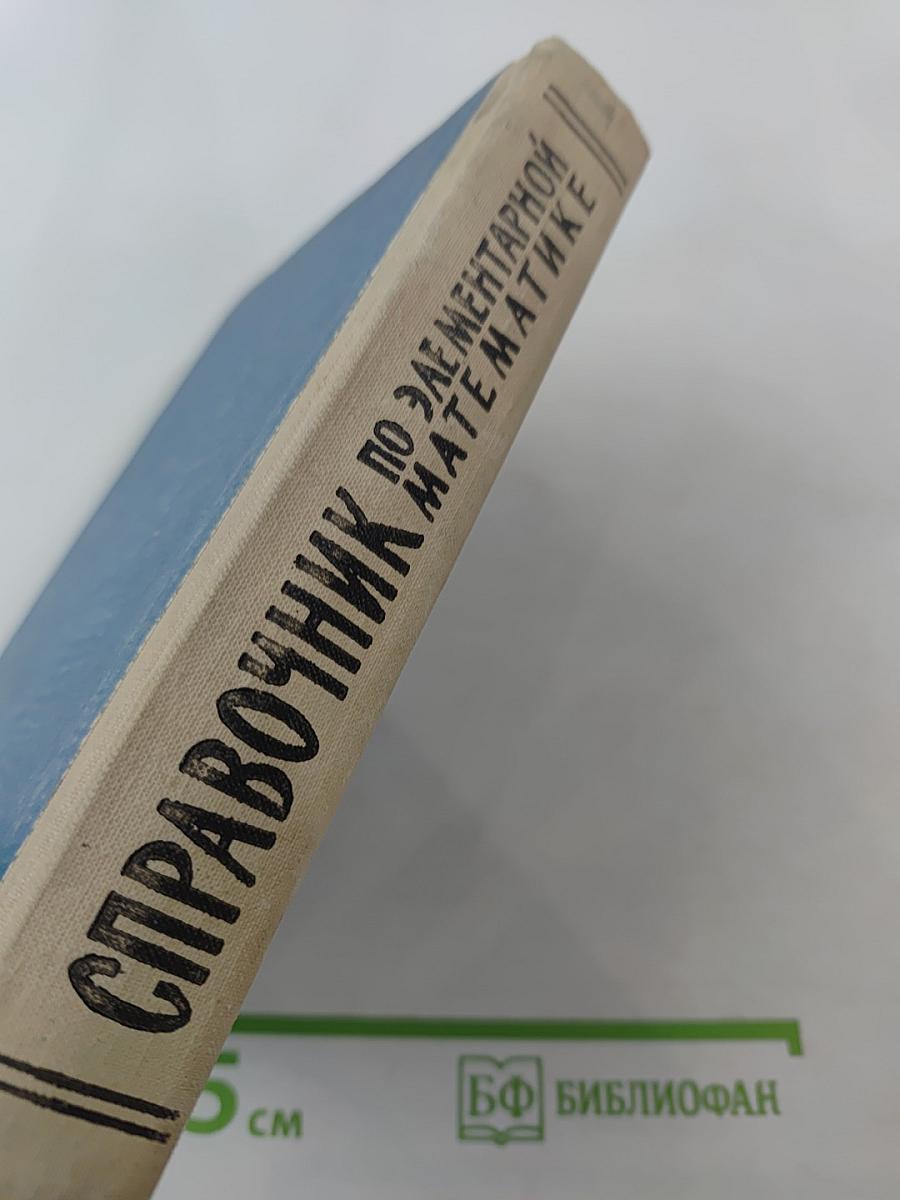 СПРАВОЧНИК
ПО ЭЛЕМЕНТАРНОЙ
МАТЕМАТИКЕ
5 см
БФ БИБЛИОФАН